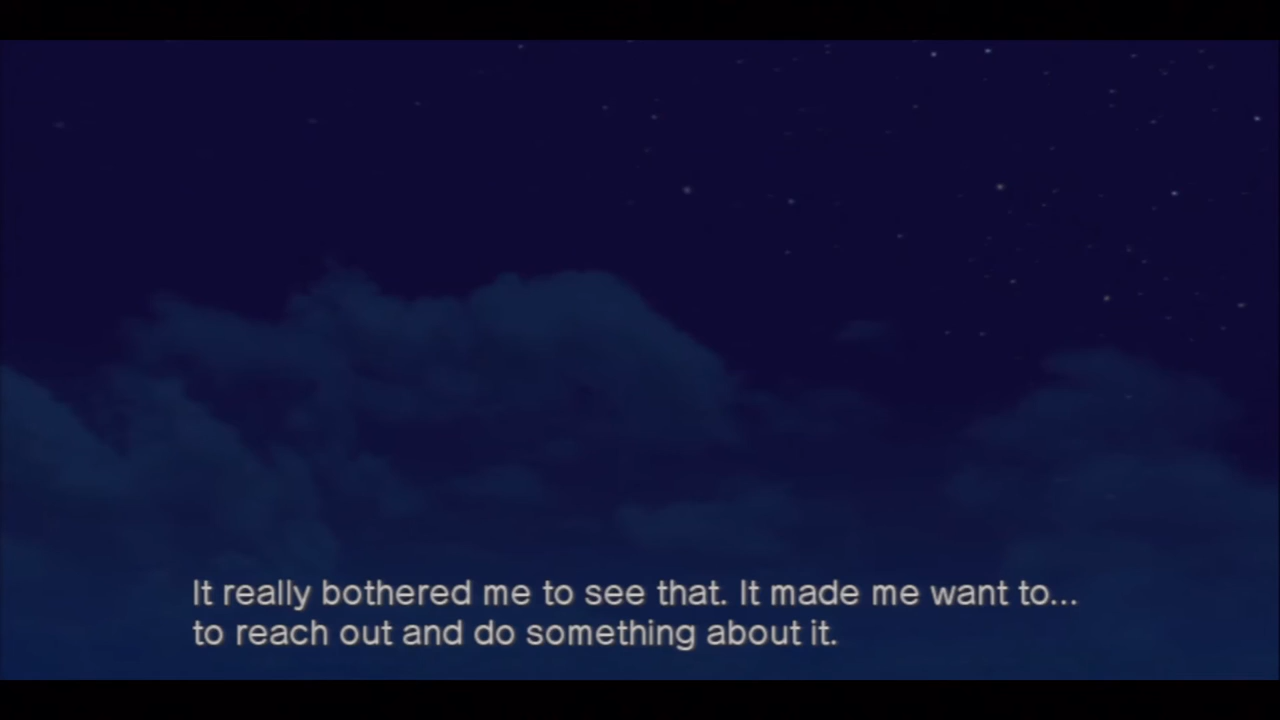 It really bothered me to see that. It made me want to...
to reach out and do something about it.